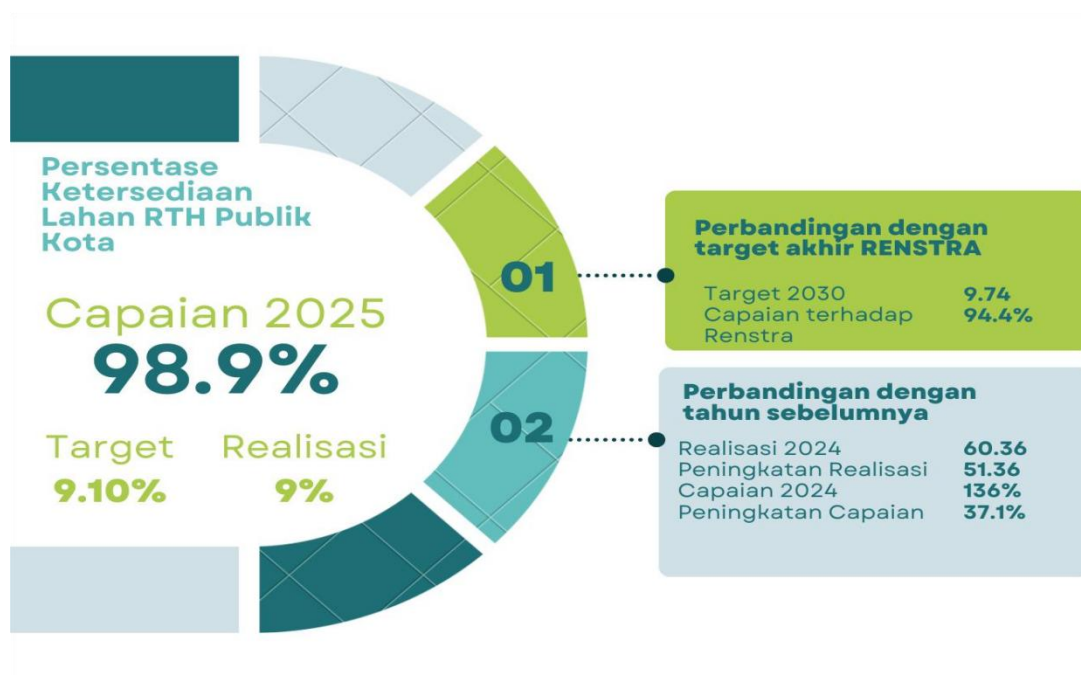 Persentase
Ketersediaan
Lahan RTH Publik
Kota
Capaian 2025
98.9%
Target Realisasi
9.10% 9%
01
Perbandingan dengan
target akhir RENSTRA
Target 2030 9.74
Capaian terhadap 94.4%
Renstra
02
Perbandingan dengan
tahun sebelumnya
Realisasi 2024 60.36
Peningkatan Realisasi 51.36
Capaian 2024 136%
Peningkatan Capaian 37.1%